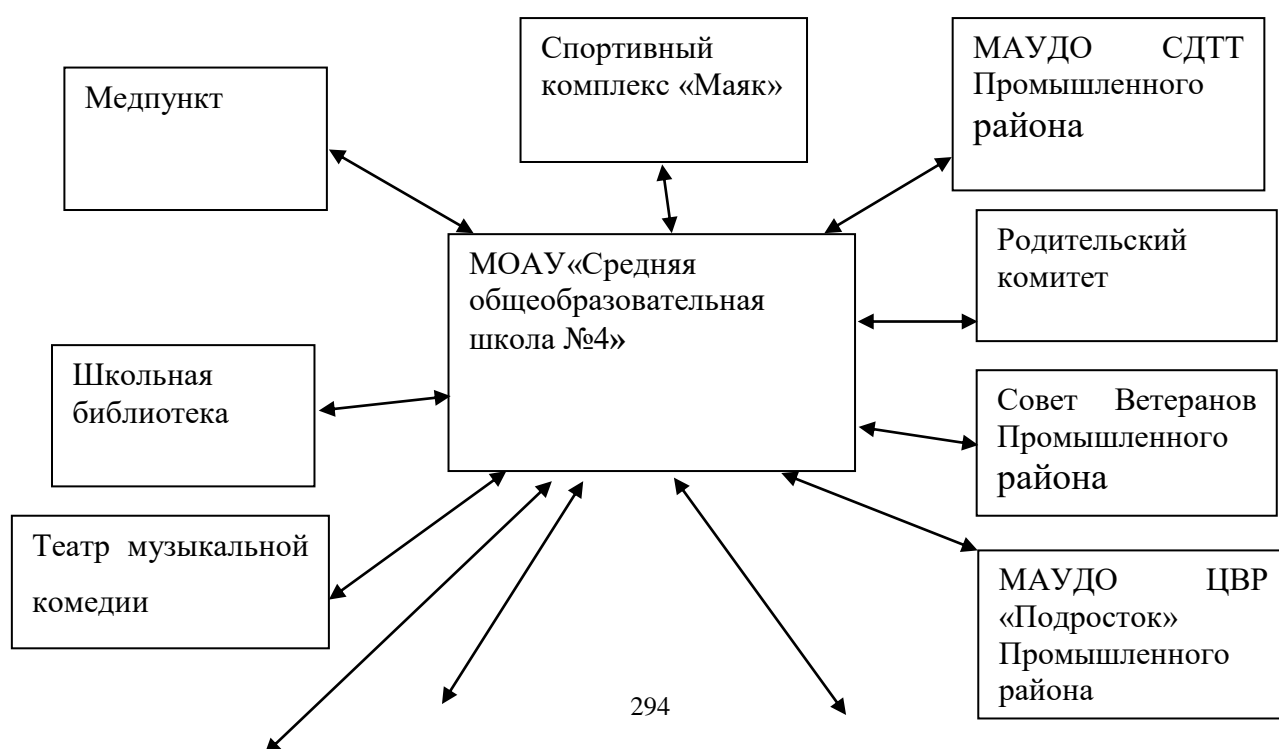 Спортивный
комплекс «Маяк»
МАУДО СДТТ
Промышленного
района
Медпункт
МОАУ«Средняя
общеобразовательная
школа №4»
Родительский
комитет
Школьная
библиотека
Совет Ветеранов
Промышленного
района
Театр музыкальной
комедии
МАУДО ЦВР
«Подросток»
Промышленного
района
294